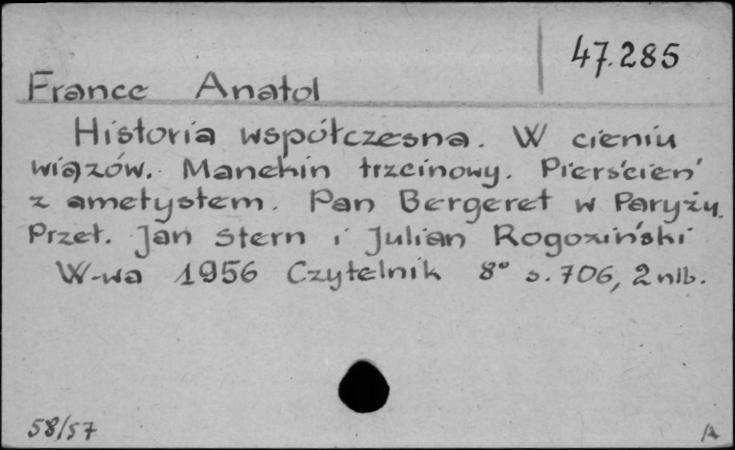 47.285
France Anatol
Historia współczesna. W cieniu
wiązów. Manekin trzcinowy. Pierścień
z ametystem. Pan Bergeret w Paryżu.
Przeł. Jan Stern i Julian Rogoziński
W-wa 1956 Czytelnik 8° s. 706, 2 nlb.
58/57
A